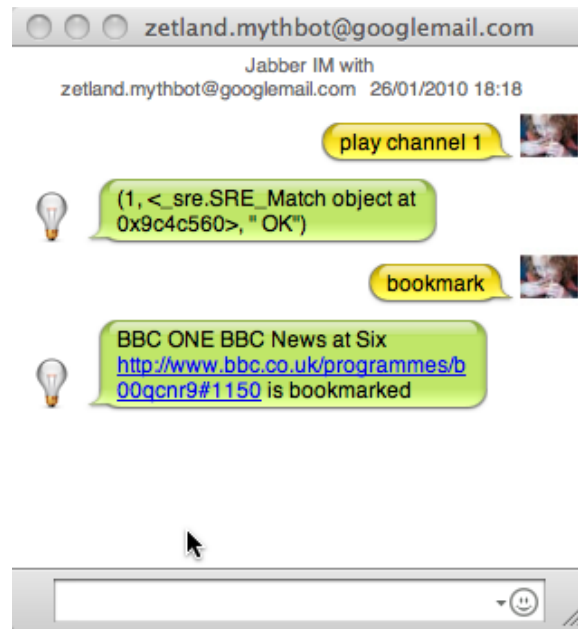 zetland.mythbot@googlemail.com
Jabber IM with
zetland.mythbot@googlemail.com 26/01/2010 18:18
play channel 1
(1, <_sre.SRE_Match object at
0x9c4c560>, " OK")
bookmark
BBC ONE BBC News at Six
http://www.bbc.co.uk/programmes/b
00qcnr9#1150 is bookmarked